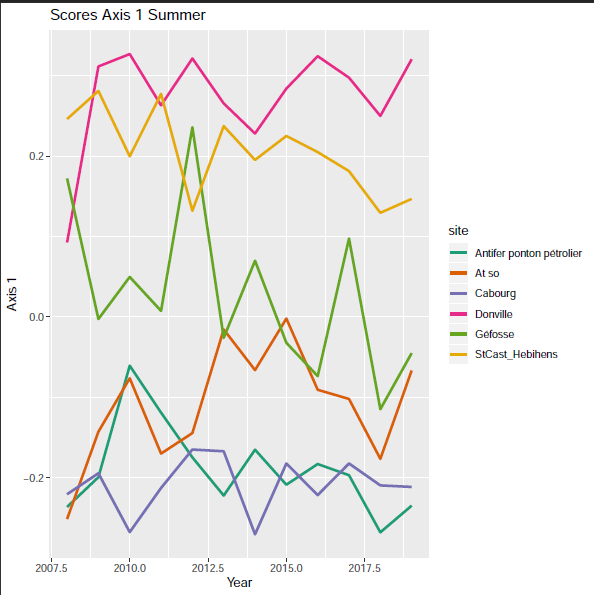 Scores Axis 1 Summer
0.2
0.0
−0.2
Axis 1
2007.5 2010.0 2012.5 2015.0 2017.5
Year
site
Antifer ponton pétrolier
At so
Cabourg
Donville
Géfosse
StCast_Hebihens